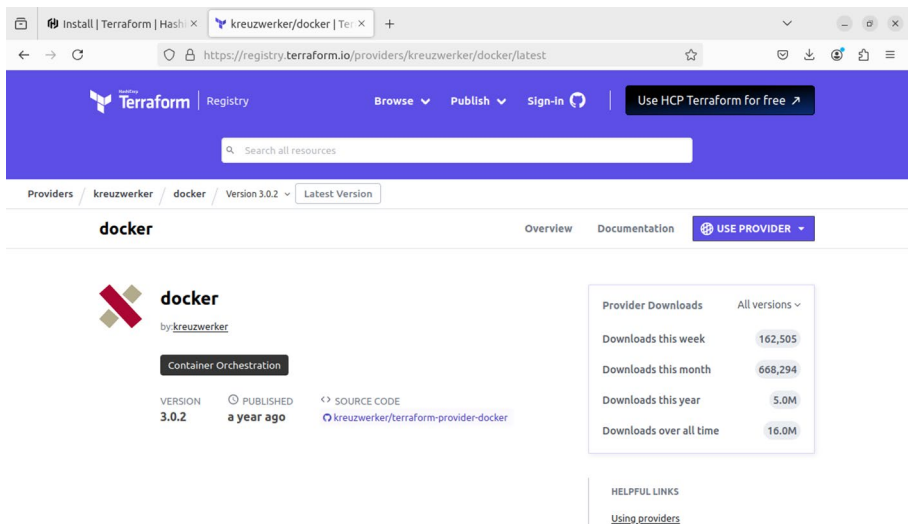 Install | Terraform | Hashi
kreuzwerker/docker | Ter
https://registry.terraform.io/providers/kreuzwerker/docker/latest
HashiCorp
Terraform
Registry
Browse
Publish
Sign-in
Use HCP Terraform for free
Search all resources
Providers / kreuzwerker / docker / Version 3.0.2
Latest Version
docker
Overview
Documentation
USE PROVIDER
docker
by:kreuzwerker
Container Orchestration
VERSION
3.0.2
PUBLISHED
a year ago
SOURCE CODE
kreuzwerker/terraform-provider-docker
Provider Downloads
All versions
Downloads this week 162,505
Downloads this month 668,294
Downloads this year 5.0M
Downloads over all time 16.0M
HELPFUL LINKS
Using providers